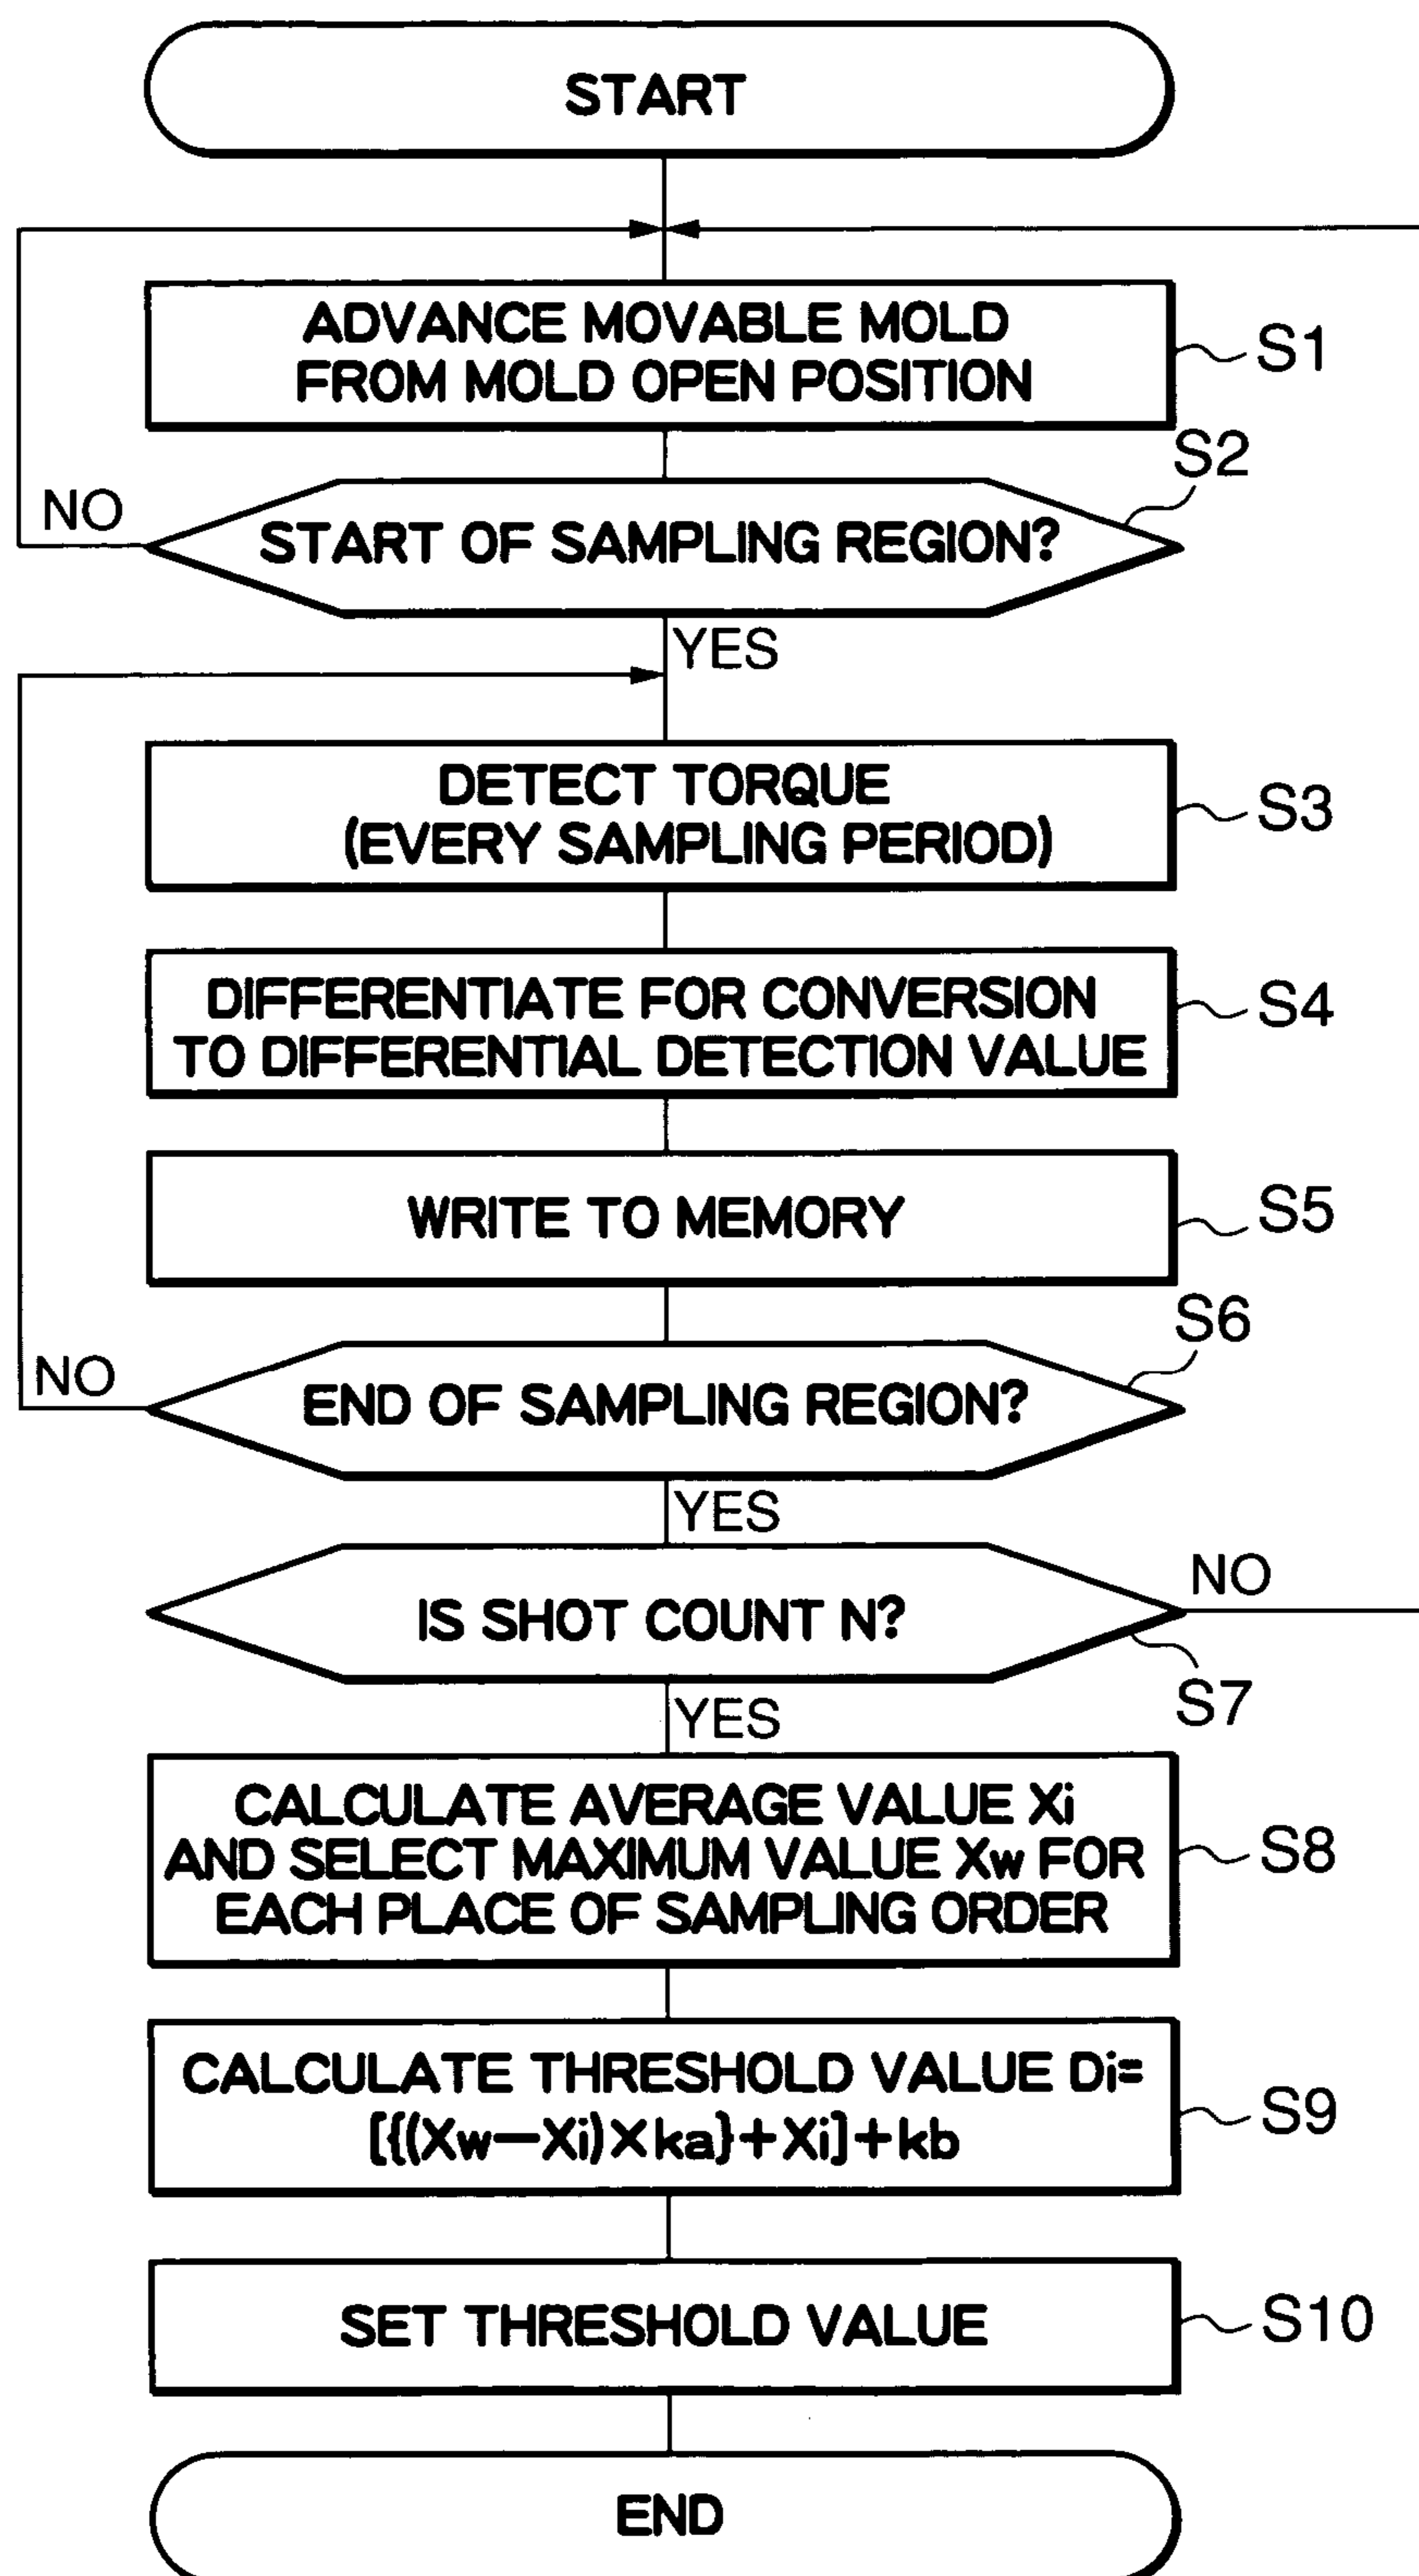 START
ADVANCE MOVABLE MOLD
FROM MOLD OPEN POSITION
S1
S2
NO
START OF SAMPLING REGION?
YES
DETECT TORQUE
(EVERY SAMPLING PERIOD)
S3
DIFFERENTIATE FOR CONVERSION
TO DIFFERENTIAL DETECTION VALUE
S4
WRITE TO MEMORY
S5
S6
NO
END OF SAMPLING REGION?
YES
NO
IS SHOT COUNT N?
S7
YES
CALCULATE AVERAGE VALUE Xi
AND SELECT MAXIMUM VALUE Xw FOR
EACH PLACE OF SAMPLING ORDER
S8
CALCULATE THRESHOLD VALUE Di=
[{(Xw−Xi)×ka}+Xi]+kb
S9
SET THRESHOLD VALUE
S10
END